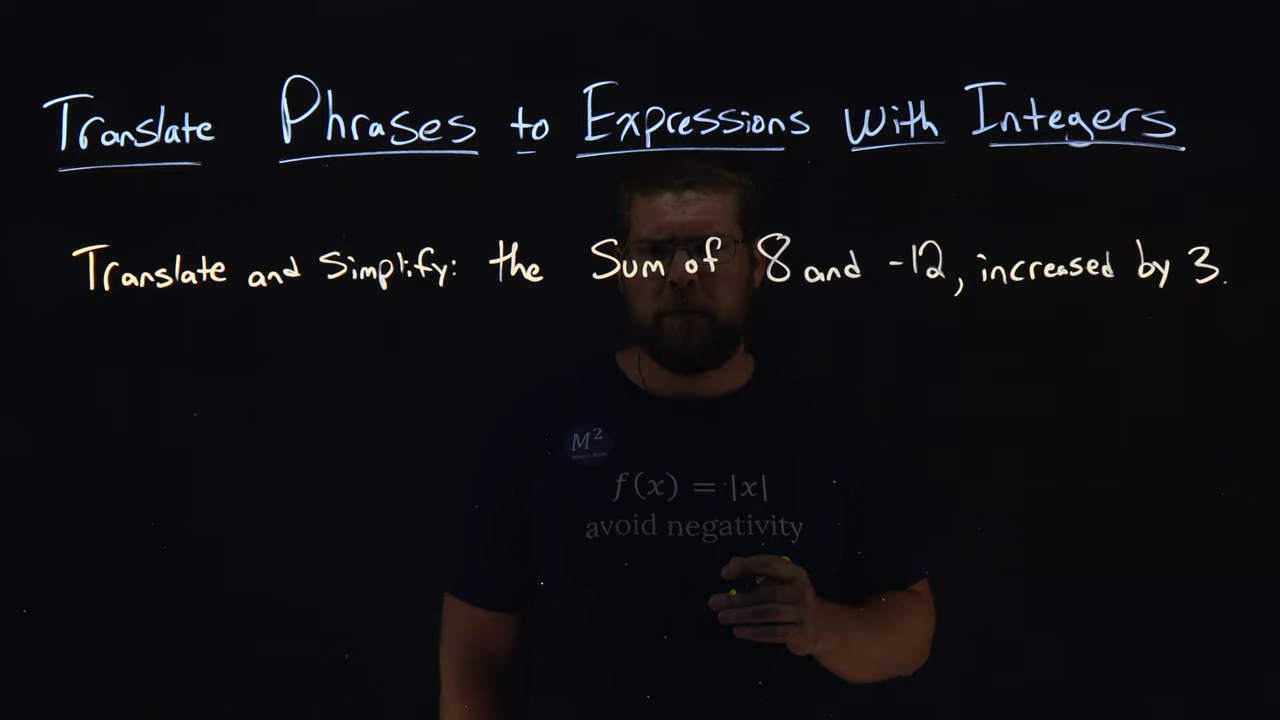 Translate Phrases to Expressions with Integers
Translate and Simplify: the Sum of 8 and -12, increased by 3.
M²
f(x) = |x|
avoid negativity